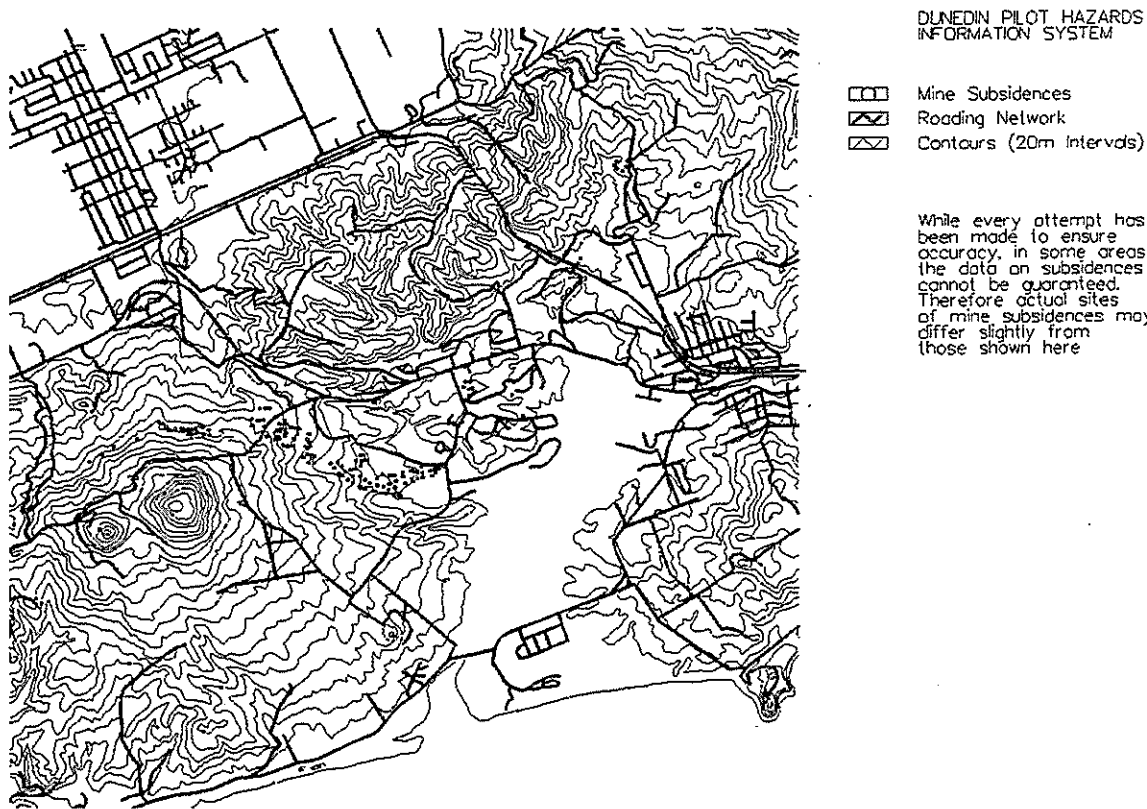 DUNEDIN PILOT HAZARDS
INFORMATION SYSTEM
Mine Subsidences
Roading Network
Contours (20m Intervals)
While every attempt has
been made to ensure
accuracy, in some areas
the data on subsidences
cannot be guaranteed.
Therefore actual sites
of mine subsidences may
differ slightly from
those shown here